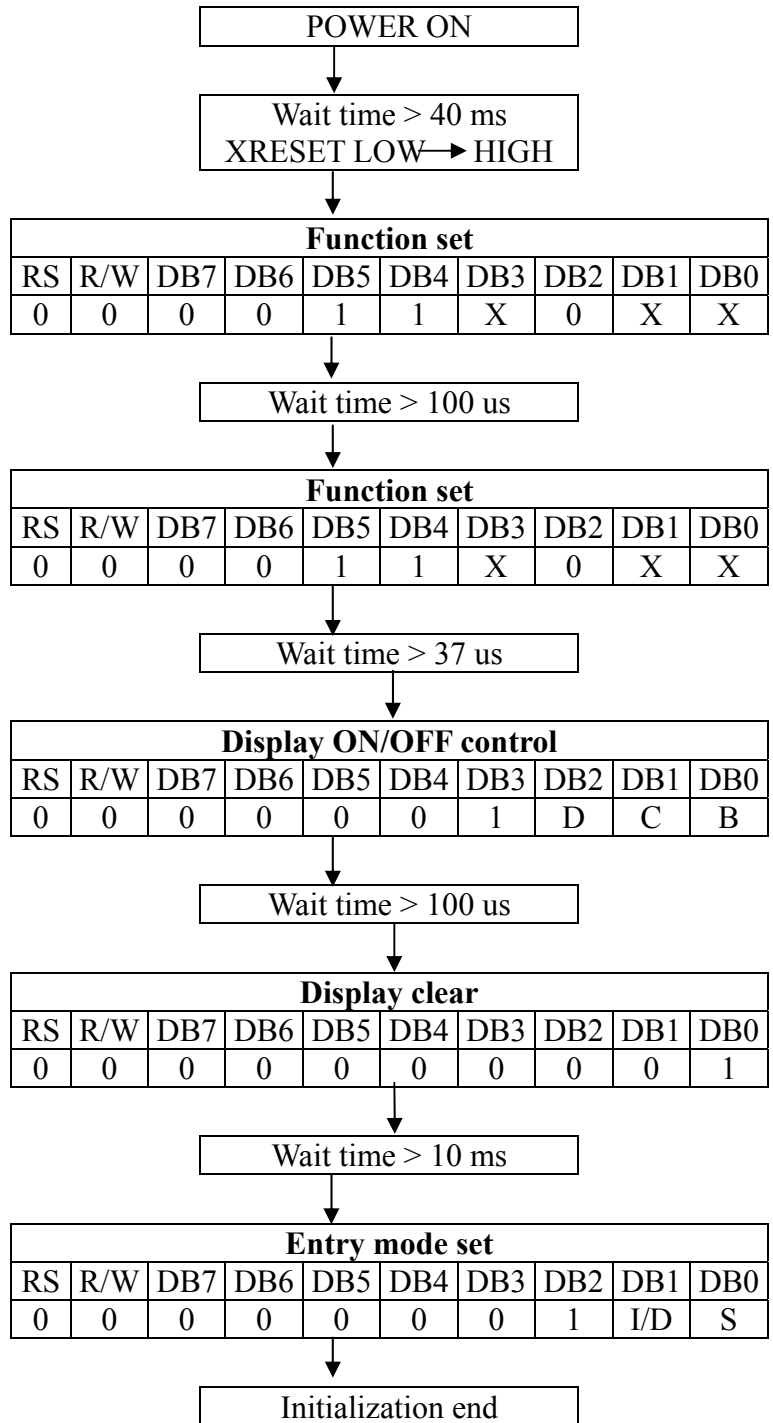 POWER ON
Wait time > 40 ms
XRESET LOW → HIGH
Function set
RS R/W DB7 DB6 DB5 DB4 DB3 DB2 DB1 DB0
0 0 0 0 1 1 X 0 X X
Wait time > 100 us
Function set
RS R/W DB7 DB6 DB5 DB4 DB3 DB2 DB1 DB0
0 0 0 0 1 1 X 0 X X
Wait time > 37 us
Display ON/OFF control
RS R/W DB7 DB6 DB5 DB4 DB3 DB2 DB1 DB0
0 0 0 0 0 0 1 D C B
Wait time > 100 us
Display clear
RS R/W DB7 DB6 DB5 DB4 DB3 DB2 DB1 DB0
0 0 0 0 0 0 0 0 0 1
Wait time > 10 ms
Entry mode set
RS R/W DB7 DB6 DB5 DB4 DB3 DB2 DB1 DB0
0 0 0 0 0 0 0 1 I/D S
Initialization end